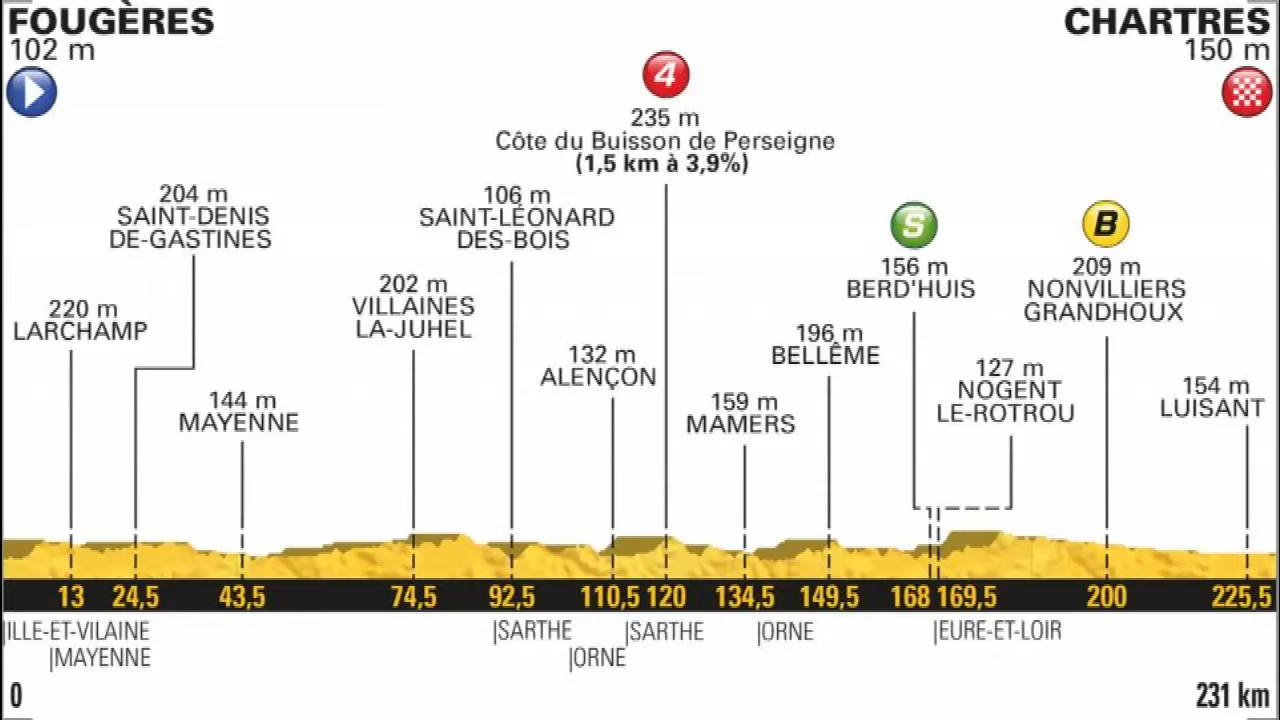 FOUGÈRES
102 m
CHARTRES
150 m
4
235 m
Côte du Buisson de Perseigne
(1,5 km à 3,9%)
204 m
SAINT-DENIS
DE-GASTINES
106 m
SAINT-LÉONARD
DES-BOIS
S
156 m
BERD'HUIS
B
209 m
NONVILLIERS
GRANDHOUX
220 m
LARCHAMP
202 m
VILLAINES
LA-JUHEL
196 m
BELLÊME
132 m
ALENÇON
127 m
NOGENT
LE-ROTROU
144 m
MAYENNE
159 m
MAMERS
154 m
LUISANT
13 24,5 43,5 74,5 92,5 110,5 120 134,5 149,5 168 169,5 200 225,5
|ILLE-ET-VILAINE |SARTHE |SARTHE |ORNE |EURE-ET-LOIR
|MAYENNE |ORNE
0 231 km